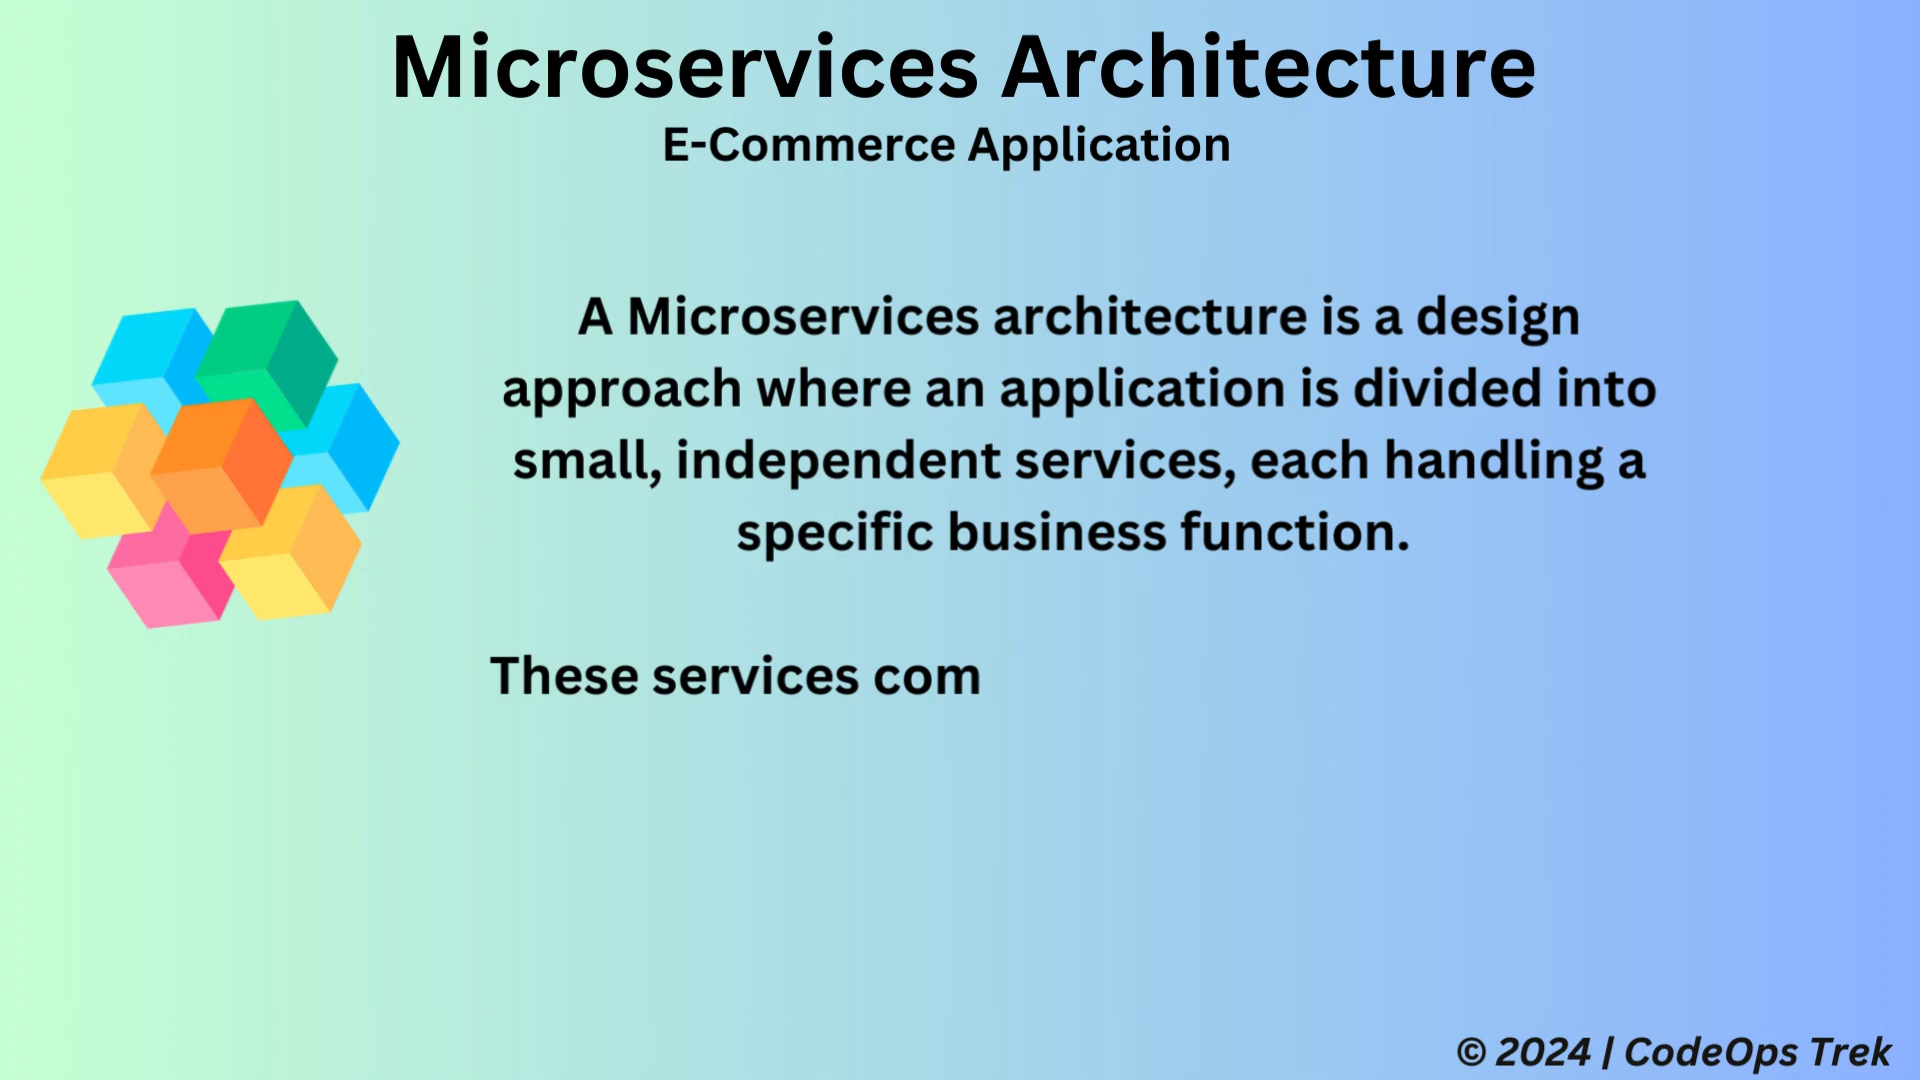 Microservices Architecture
E-Commerce Application
A Microservices architecture is a design
approach where an application is divided into
small, independent services, each handling a
specific business function.
These services com
© 2024 | CodeOps Trek